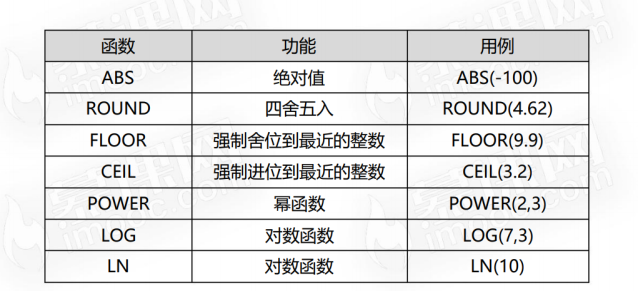 函数 功能 用例
ABS 绝对值 ABS(-100)
ROUND 四舍五入 ROUND(4.62)
FLOOR 强制舍位到最近的整数 FLOOR(9.9)
CEIL 强制进位到最近的整数 CEIL(3.2)
POWER 幂函数 POWER(2,3)
LOG 对数函数 LOG(7,3)
LN 对数函数 LN(10)